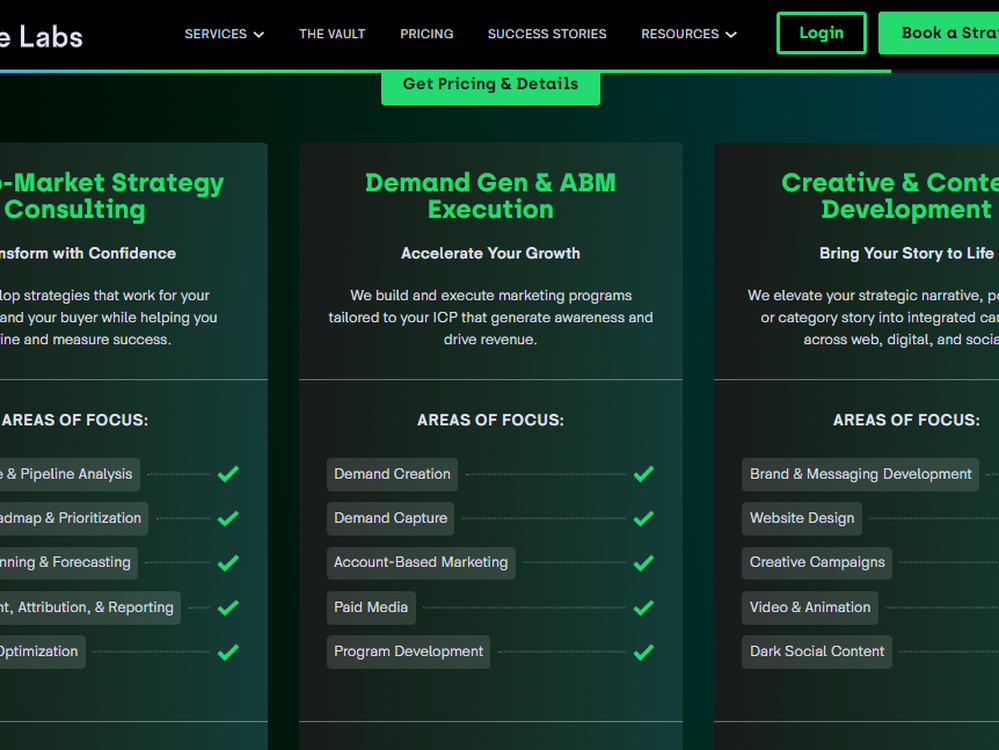 e Labs
SERVICES
THE VAULT
PRICING
SUCCESS STORIES
RESOURCES
Login
Book a Stra
Get Pricing & Details
o-Market Strategy
Consulting
nsform with Confidence
lop strategies that work for your
and your buyer while helping you
ine and measure success.
AREAS OF FOCUS:
e & Pipeline Analysis
admap & Prioritization
nning & Forecasting
nt, Attribution, & Reporting
Optimization
Demand Gen & ABM
Execution
Accelerate Your Growth
We build and execute marketing programs
tailored to your ICP that generate awareness and
drive revenue.
AREAS OF FOCUS:
Demand Creation
Demand Capture
Account-Based Marketing
Paid Media
Program Development
Creative & Conte
Development
Bring Your Story to Life
We elevate your strategic narrative, po
or category story into integrated ca
across web, digital, and socia
AREAS OF FOCUS:
Brand & Messaging Development
Website Design
Creative Campaigns
Video & Animation
Dark Social Content